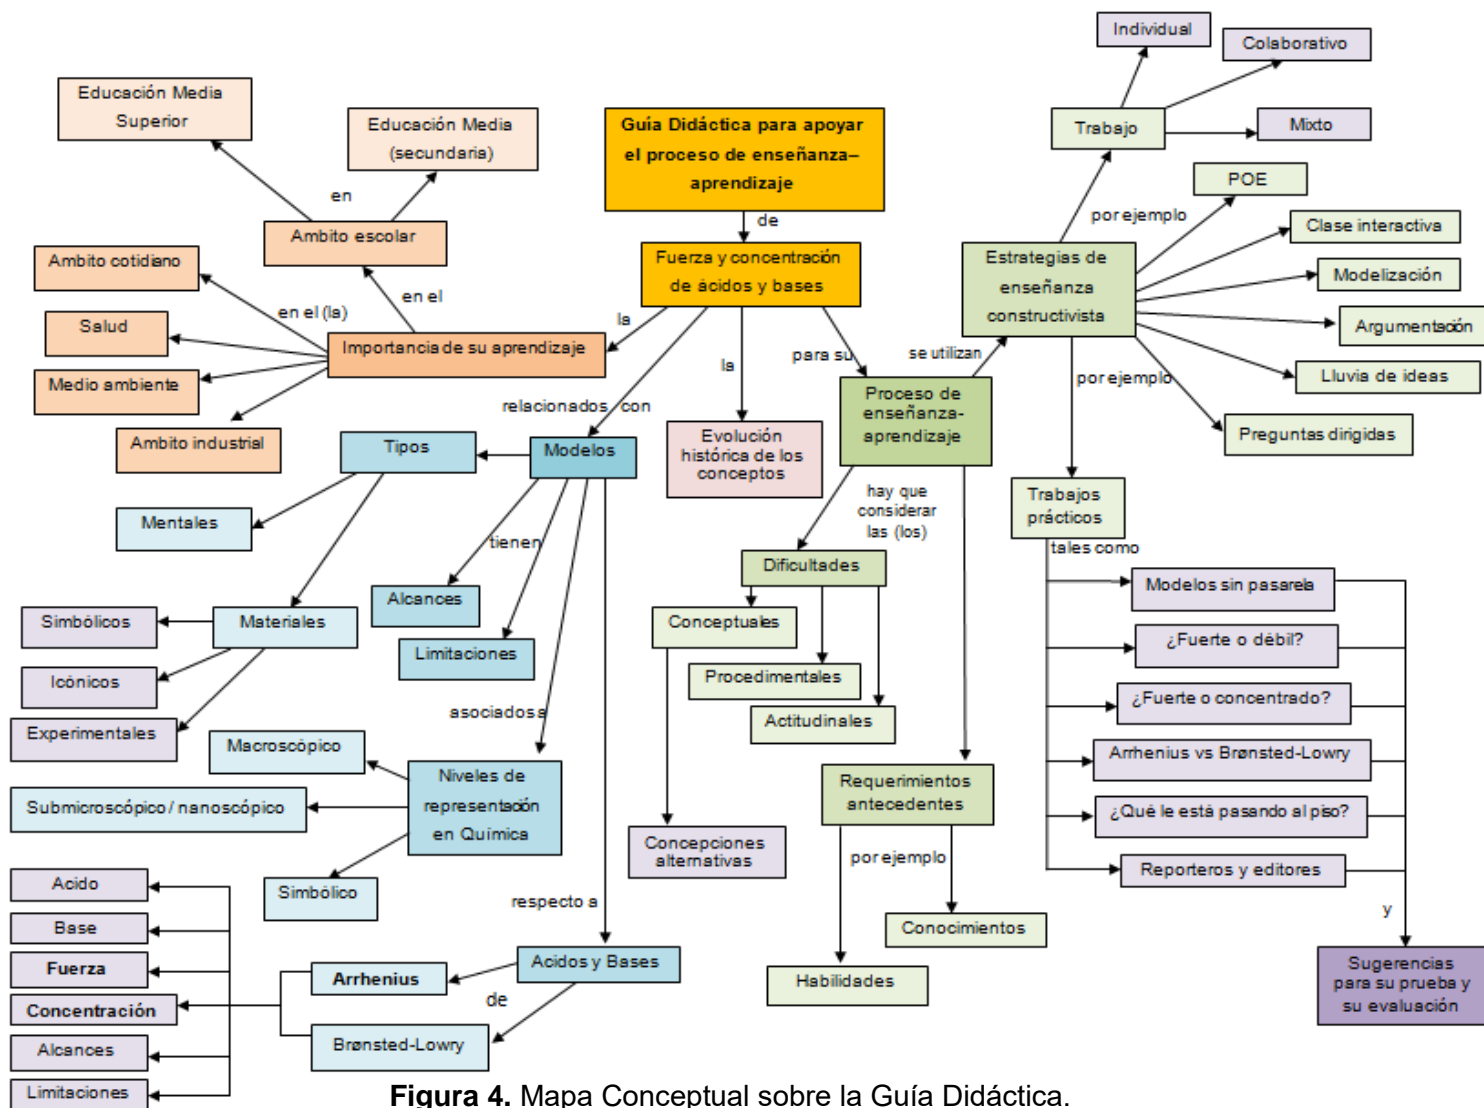 Individual
Colaborativo
Trabajo
Mixto
Educación Media
Superior
Educación Media
(secundaria)
Guía Didáctica para apoyar
el proceso de enseñanza–
aprendizaje
POE
en
por ejemplo
de
Ambito escolar
Clase interactiva
Ambito cotidiano
Fuerza y concentración
de ácidos y bases
Estrategias de
enseñanza
constructivista
Modelización
en el
en el (la)
Salud
la
Argumentación
Importancia de su aprendizaje
para su
se utilizan
Medio ambiente
la
por ejemplo
Lluvia de ideas
relacionados con
Proceso de
enseñanza-
aprendizaje
Ambito industrial
Tipos
Modelos
Evolución
histórica de los
conceptos
Preguntas dirigidas
hay que
considerar
las (los)
Trabajos
prácticos
Mentales
tienen
tales como
Dificultades
Modelos sin pasarela
Alcances
Simbólicos
Materiales
Conceptuales
¿Fuerte o débil?
Limitaciones
Icónicos
Procedimentales
¿Fuerte o concentrado?
asociados a
Actitudinales
Experimentales
Macroscópico
Arrhenius vs Brønsted-Lowry
Niveles de
representación
en Química
Requerimientos
antecedentes
Submicroscópico / nanoscópico
¿Qué le está pasando al piso?
Concepciones
alternativas
por ejemplo
Reporteros y editores
Acido
Simbólico
respecto a
y
Base
Conocimientos
Fuerza
Arrhenius
Acidos y Bases
Habilidades
Sugerencias
para su prueba y
su evaluación
Concentración
de
Alcances
Brønsted-Lowry
Limitaciones
Figura 4. Mapa Conceptual sobre la Guía Didáctica.